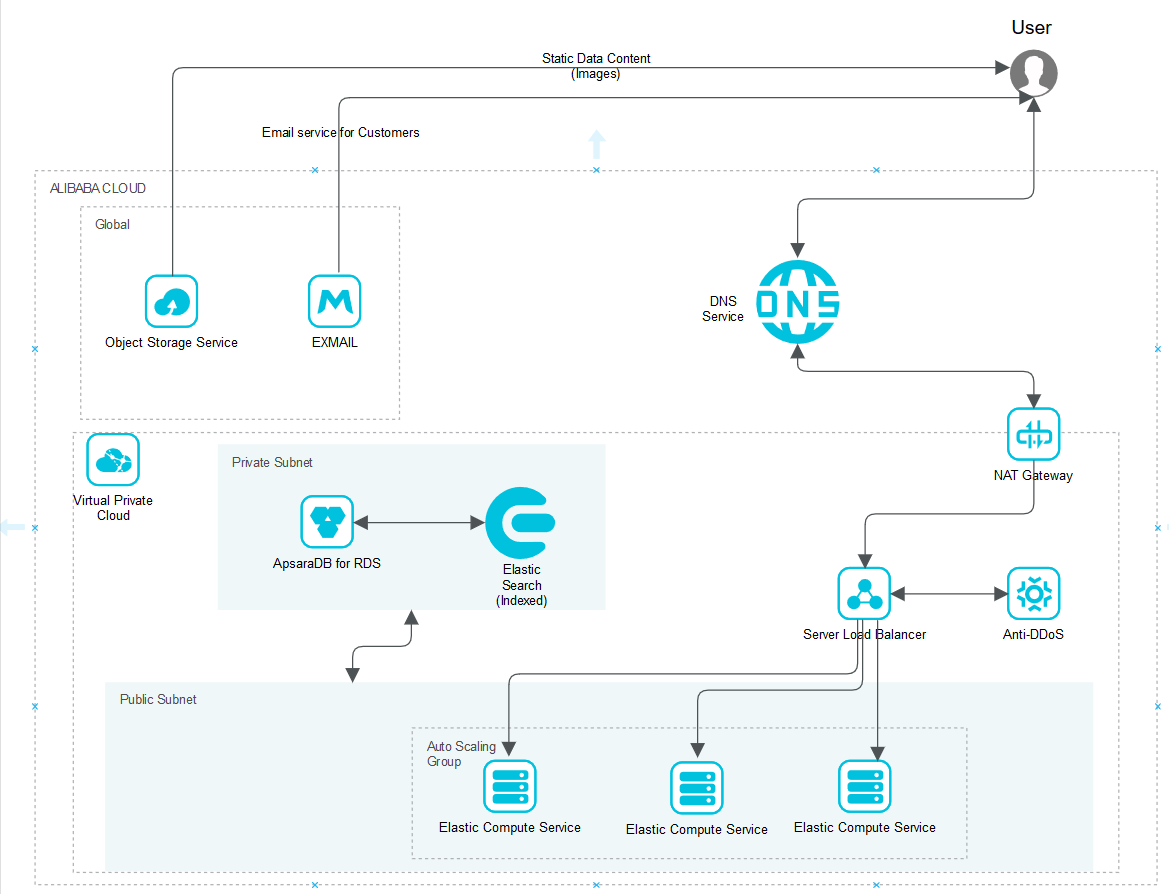 User
Static Data Content
(Images)
Email service for Customers
ALIBABA CLOUD
Global
Object Storage Service
EXMAIL
DNS
Service
DNS
NAT Gateway
Virtual Private
Cloud
Private Subnet
ApsaraDB for RDS
Elastic
Search
(Indexed)
Server Load Balancer
Anti-DDoS
Public Subnet
Auto Scaling
Group
Elastic Compute Service
Elastic Compute Service
Elastic Compute Service